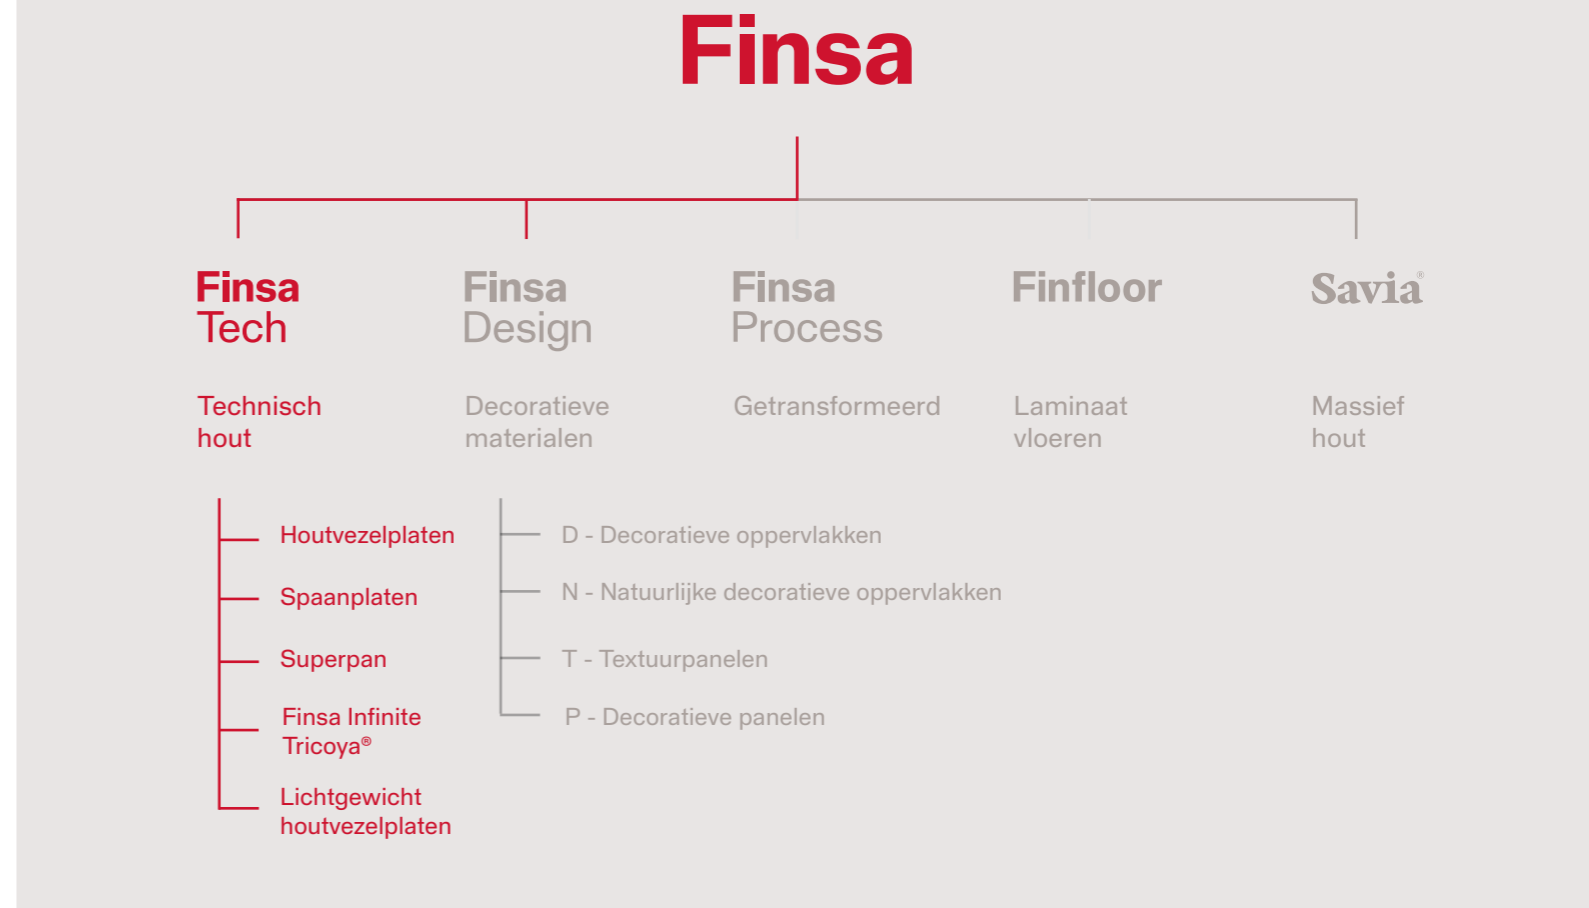 Finsa
Finsa
Tech
Technisch
hout
Houtvezelplaten
Spaanplaten
Superpan
Finsa Infinite
Tricoya®
Lichtgewicht
houtvezelplaten
Finsa
Design
Decoratieve
materialen
D - Decoratieve oppervlakken
N - Natuurlijke decoratieve oppervlakken
T - Textuurpanelen
P - Decoratieve panelen
Finsa
Process
Getransformeerd
Finfloor
Laminaat
vloeren
Savia®
Massief
hout